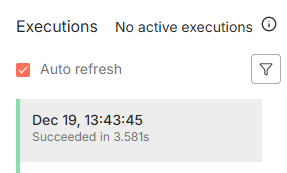 Executions No active executions
Auto refresh
Dec 19, 13:43:45
Succeeded in 3.581s